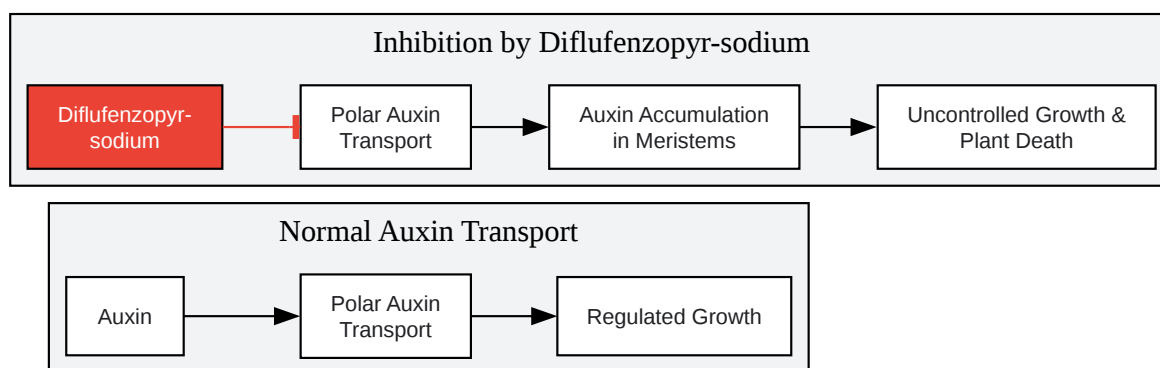 Inhibition by Diflufenzopyr-sodium
Diflufenzopyr-
sodium
Polar Auxin
Transport
Auxin Accumulation
in Meristems
Uncontrolled Growth &
Plant Death
Normal Auxin Transport
Auxin
Polar Auxin
Transport
Regulated Growth